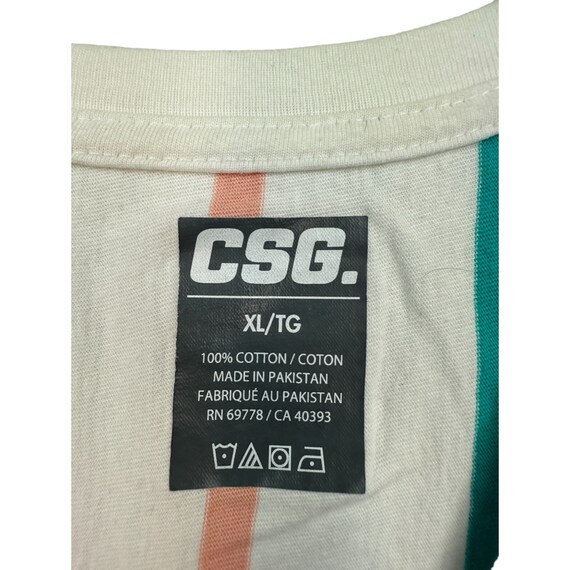 CSG.
XL/TG
100% COTTON / COTON
MADE IN PAKISTAN
FABRIQUÉ AU PAKISTAN
RN 69778 / CA 40393